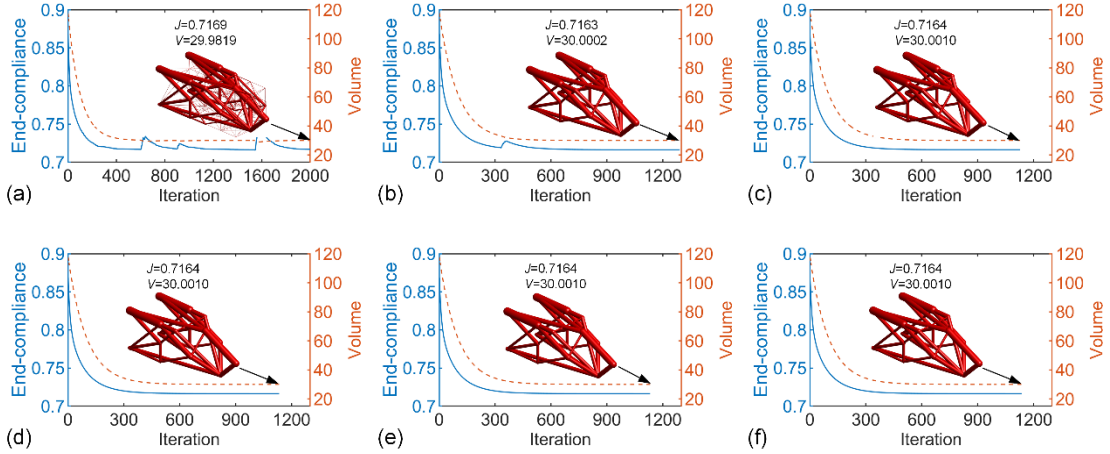 J=0.7169
V=29.9819
End-compliance
0.9
0.85
0.8
0.75
0.7
120
100
80
60
40
20
Volume
0 400 800 1200 1600 2000
Iteration
(a)
J=0.7163
V=30.0002
End-compliance
0.9
0.85
0.8
0.75
0.7
120
100
80
60
40
20
Volume
0 300 600 900 1200
Iteration
(b)
J=0.7164
V=30.0010
End-compliance
0.9
0.85
0.8
0.75
0.7
120
100
80
60
40
20
Volume
0 300 600 900 1200
Iteration
(c)
J=0.7164
V=30.0010
End-compliance
0.9
0.85
0.8
0.75
0.7
120
100
80
60
40
20
Volume
0 300 600 900 1200
Iteration
(d)
J=0.7164
V=30.0010
End-compliance
0.9
0.85
0.8
0.75
0.7
120
100
80
60
40
20
Volume
0 300 600 900 1200
Iteration
(e)
J=0.7164
V=30.0010
End-compliance
0.9
0.85
0.8
0.75
0.7
120
100
80
60
40
20
Volume
0 300 600 900 1200
Iteration
(f)